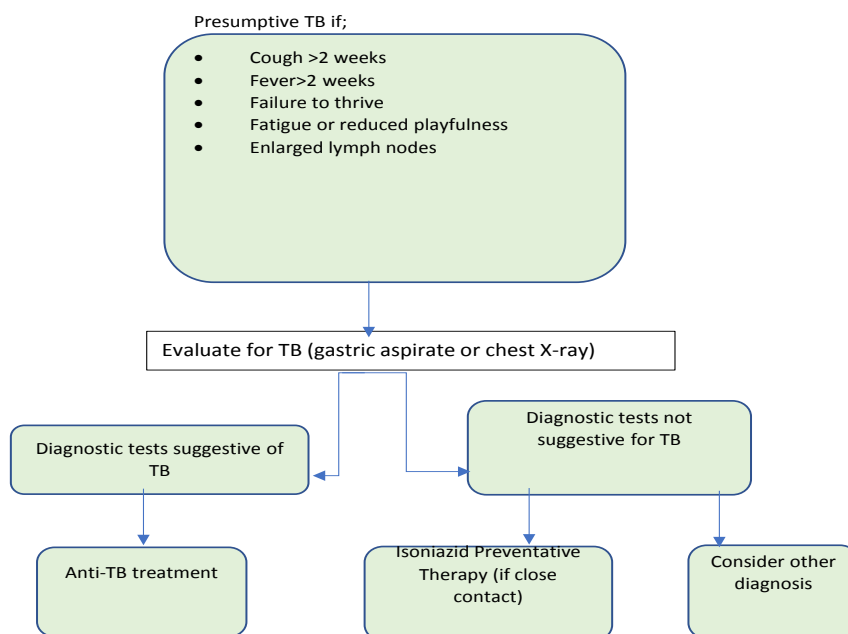 Presumptive TB if;
• Cough >2 weeks
• Fever>2 weeks
• Failure to thrive
• Fatigue or reduced playfulness
• Enlarged lymph nodes
Evaluate for TB (gastric aspirate or chest X-ray)
Diagnostic tests suggestive of
TB
Diagnostic tests not
suggestive for TB
Anti-TB treatment
Isoniazid Preventative
Therapy (if close
contact)
Consider other
diagnosis